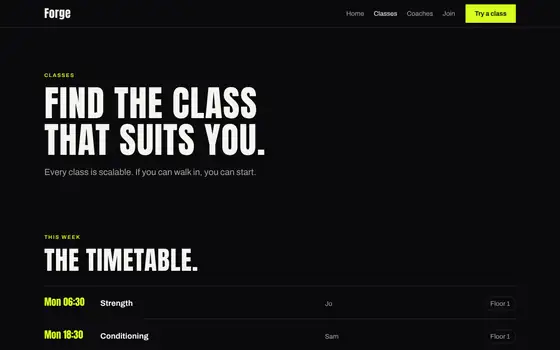 Forge
Home Classes Coaches Join Try a class
CLASSES
FIND THE CLASS
THAT SUITS YOU.
Every class is scalable. If you can walk in, you can start.
THIS WEEK
THE TIMETABLE.
Mon 06:30 Strength Jo Floor 1
Mon 18:30 Conditioning Sam Floor 1